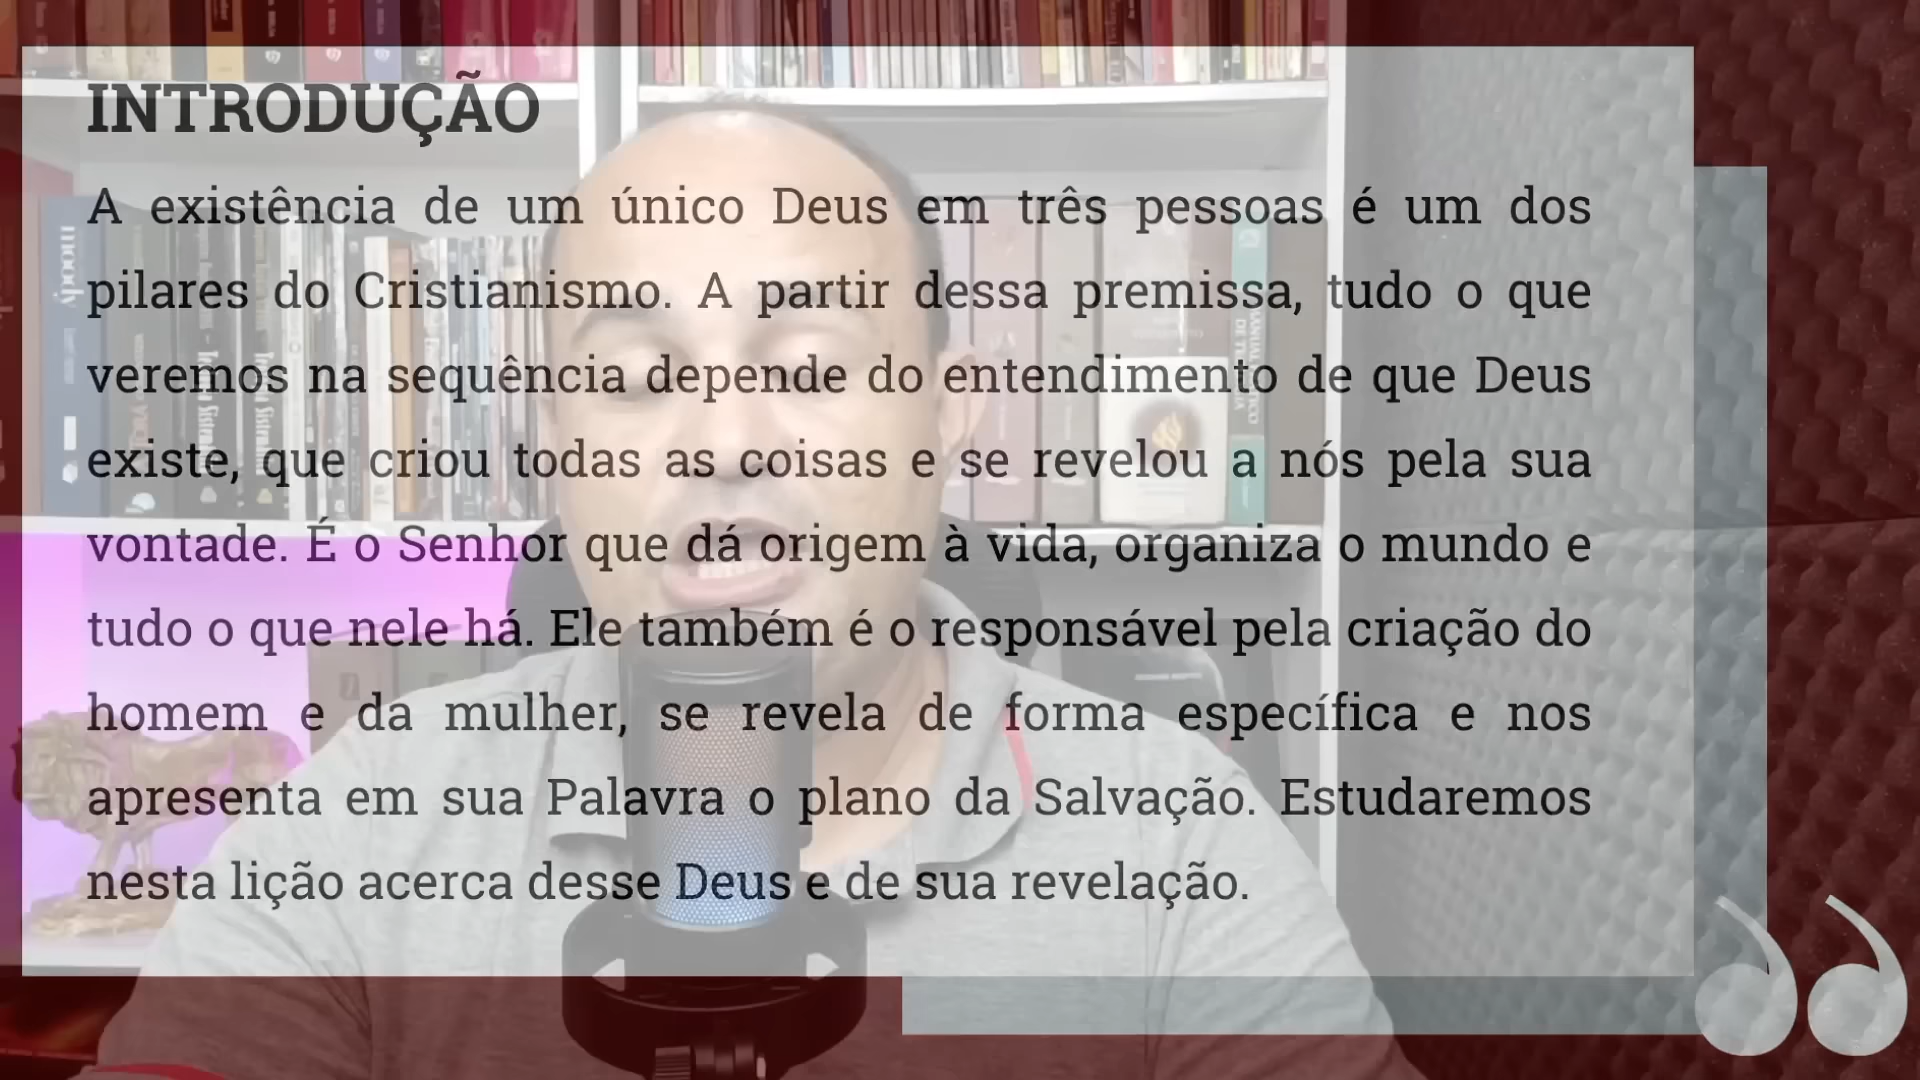 INTRODUÇÃO
A existência de um único Deus em três pessoas é um dos
pilares do Cristianismo. A partir dessa premissa, tudo o que
veremos na sequência depende do entendimento de que Deus
existe, que criou todas as coisas e se revelou a nós pela sua
vontade. É o Senhor que dá origem à vida, organiza o mundo e
tudo o que nele há. Ele também é o responsável pela criação do
homem e da mulher, se revela de forma específica e nos
apresenta em sua Palavra o plano da Salvação. Estudaremos
nesta lição acerca desse Deus e de sua revelação.
moody